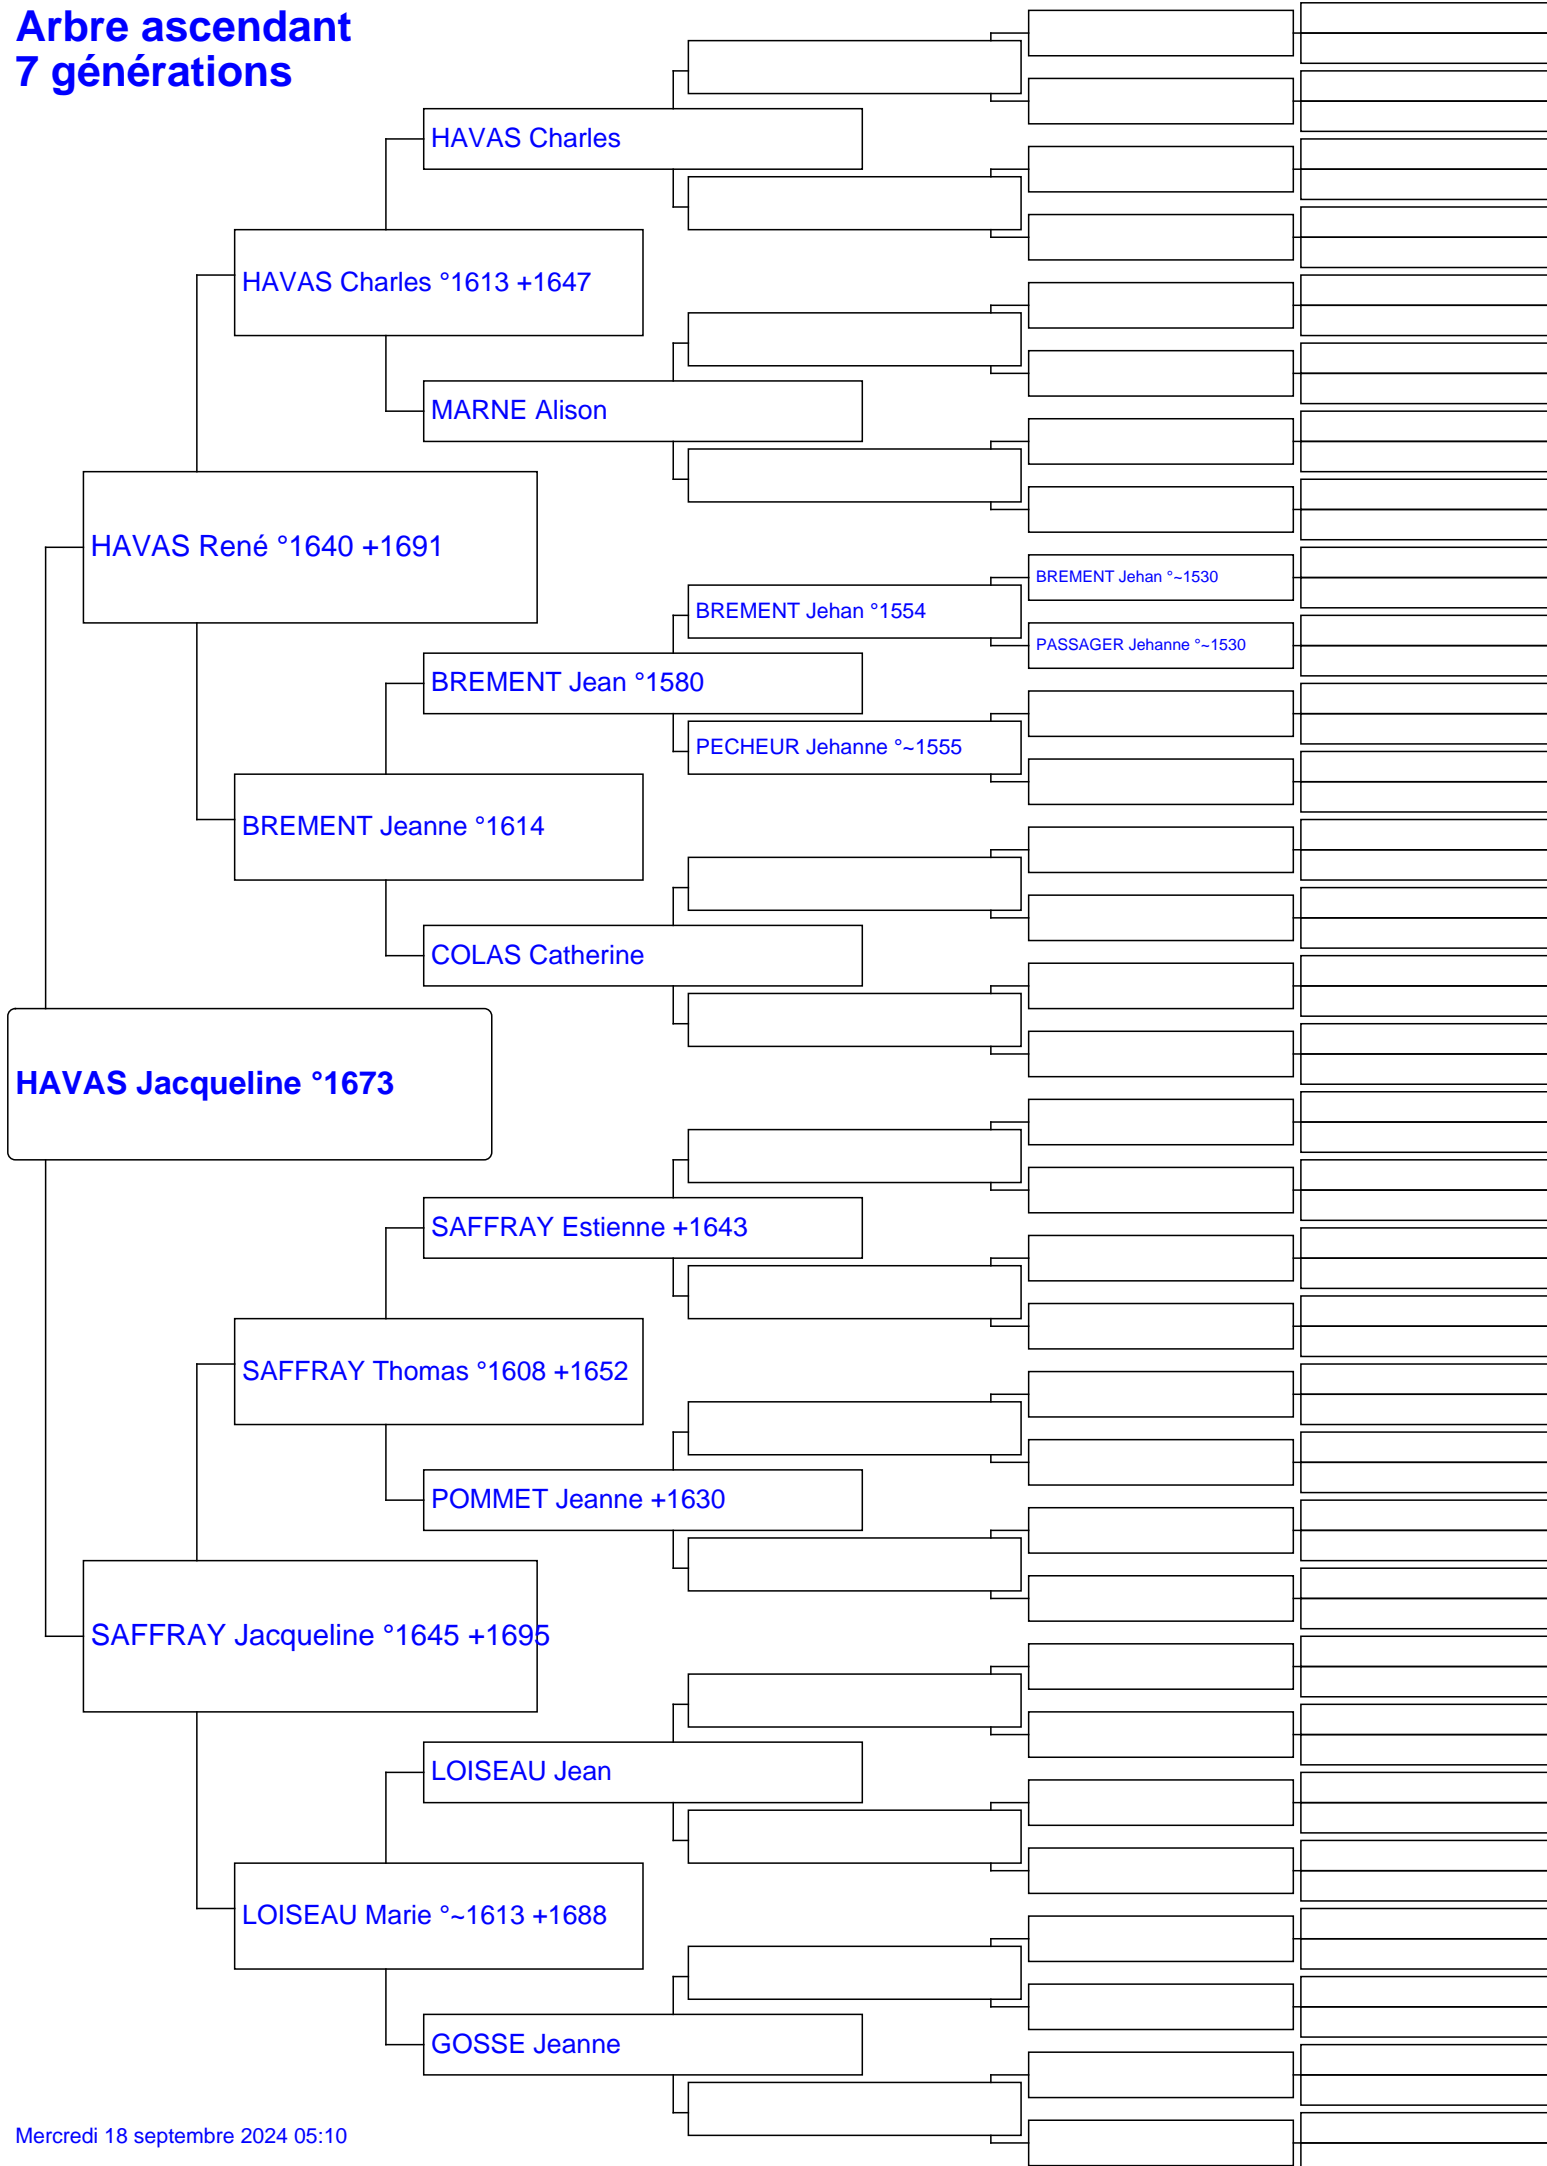 Arbre ascendant
7 générations
HAVAS Charles
HAVAS Charles °1613 +1647
MARNE Alison
HAVAS René °1640 +1691
BREMENT Jehan °~1530
BREMENT Jehan °1554
PASSAGER Jehanne °~1530
BREMENT Jean °1580
PECHEUR Jehanne °~1555
BREMENT Jeanne °1614
COLAS Catherine
HAVAS Jacqueline °1673
SAFFRAY Estienne +1643
SAFFRAY Thomas °1608 +1652
POMMET Jeanne +1630
SAFFRAY Jacqueline °1645 +1695
LOISEAU Jean
LOISEAU Marie °~1613 +1688
GOSSE Jeanne
Mercredi 18 septembre 2024 05:10